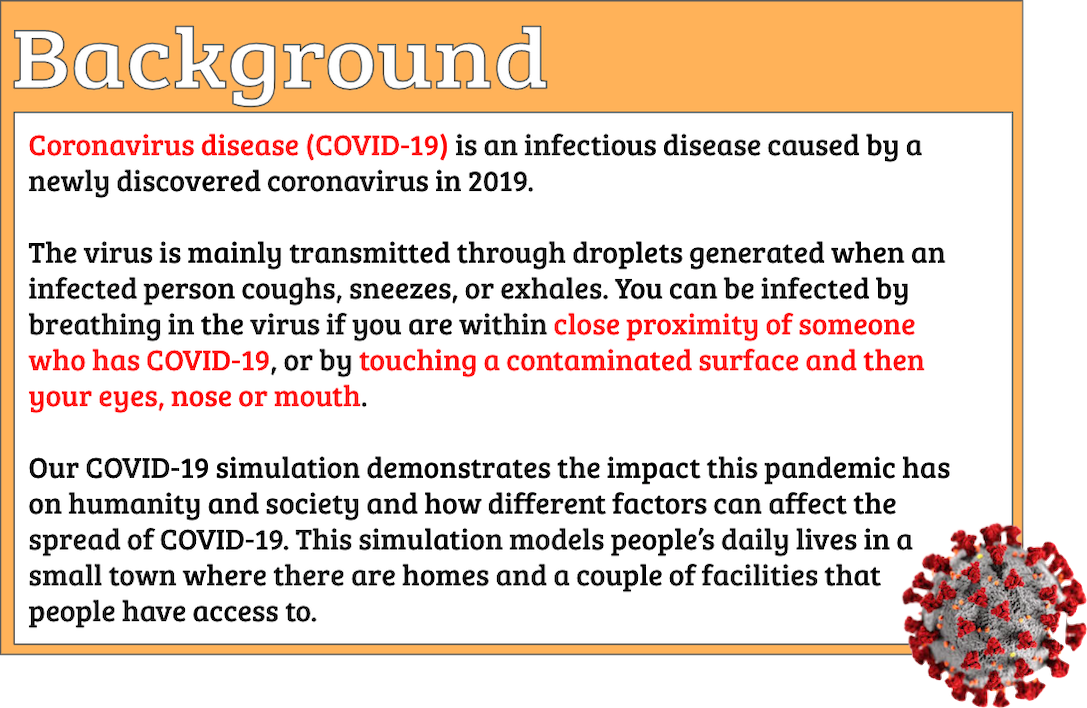 Background
Coronavirus disease (COVID-19) is an infectious disease caused by a
newly discovered coronavirus in 2019.
The virus is mainly transmitted through droplets generated when an
infected person coughs, sneezes, or exhales. You can be infected by
breathing in the virus if you are within close proximity of someone
who has COVID-19, or by touching a contaminated surface and then
your eyes, nose or mouth.
Our COVID-19 simulation demonstrates the impact this pandemic has
on humanity and society and how different factors can affect the
spread of COVID-19. This simulation models people’s daily lives in a
small town where there are homes and a couple of facilities that
people have access to.